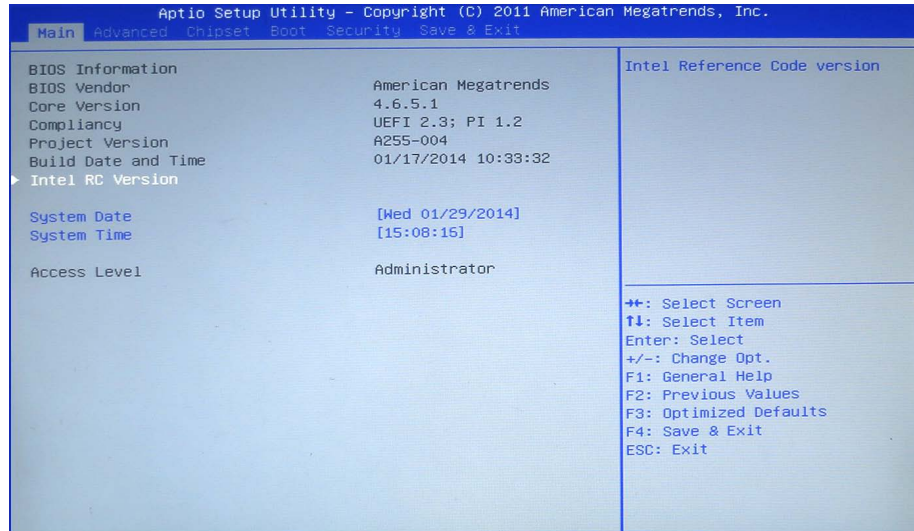 Aptio Setup Utility – Copyright (C) 2011 American Megatrends, Inc.
Main Advanced Chipset Boot Security Save & Exit
BIOS Information
BIOS Vendor American Megatrends
Core Version 4.6.5.1
Compliancy UEFI 2.3; PI 1.2
Project Version A255-004
Build Date and Time 01/17/2014 10:33:32
Intel RC Version
System Date [Wed 01/29/2014]
System Time [15:08:15]
Access Level Administrator
Intel Reference Code version
→←: Select Screen
↑↓: Select Item
Enter: Select
+/-: Change Opt.
F1: General Help
F2: Previous Values
F3: Optimized Defaults
F4: Save & Exit
ESC: Exit